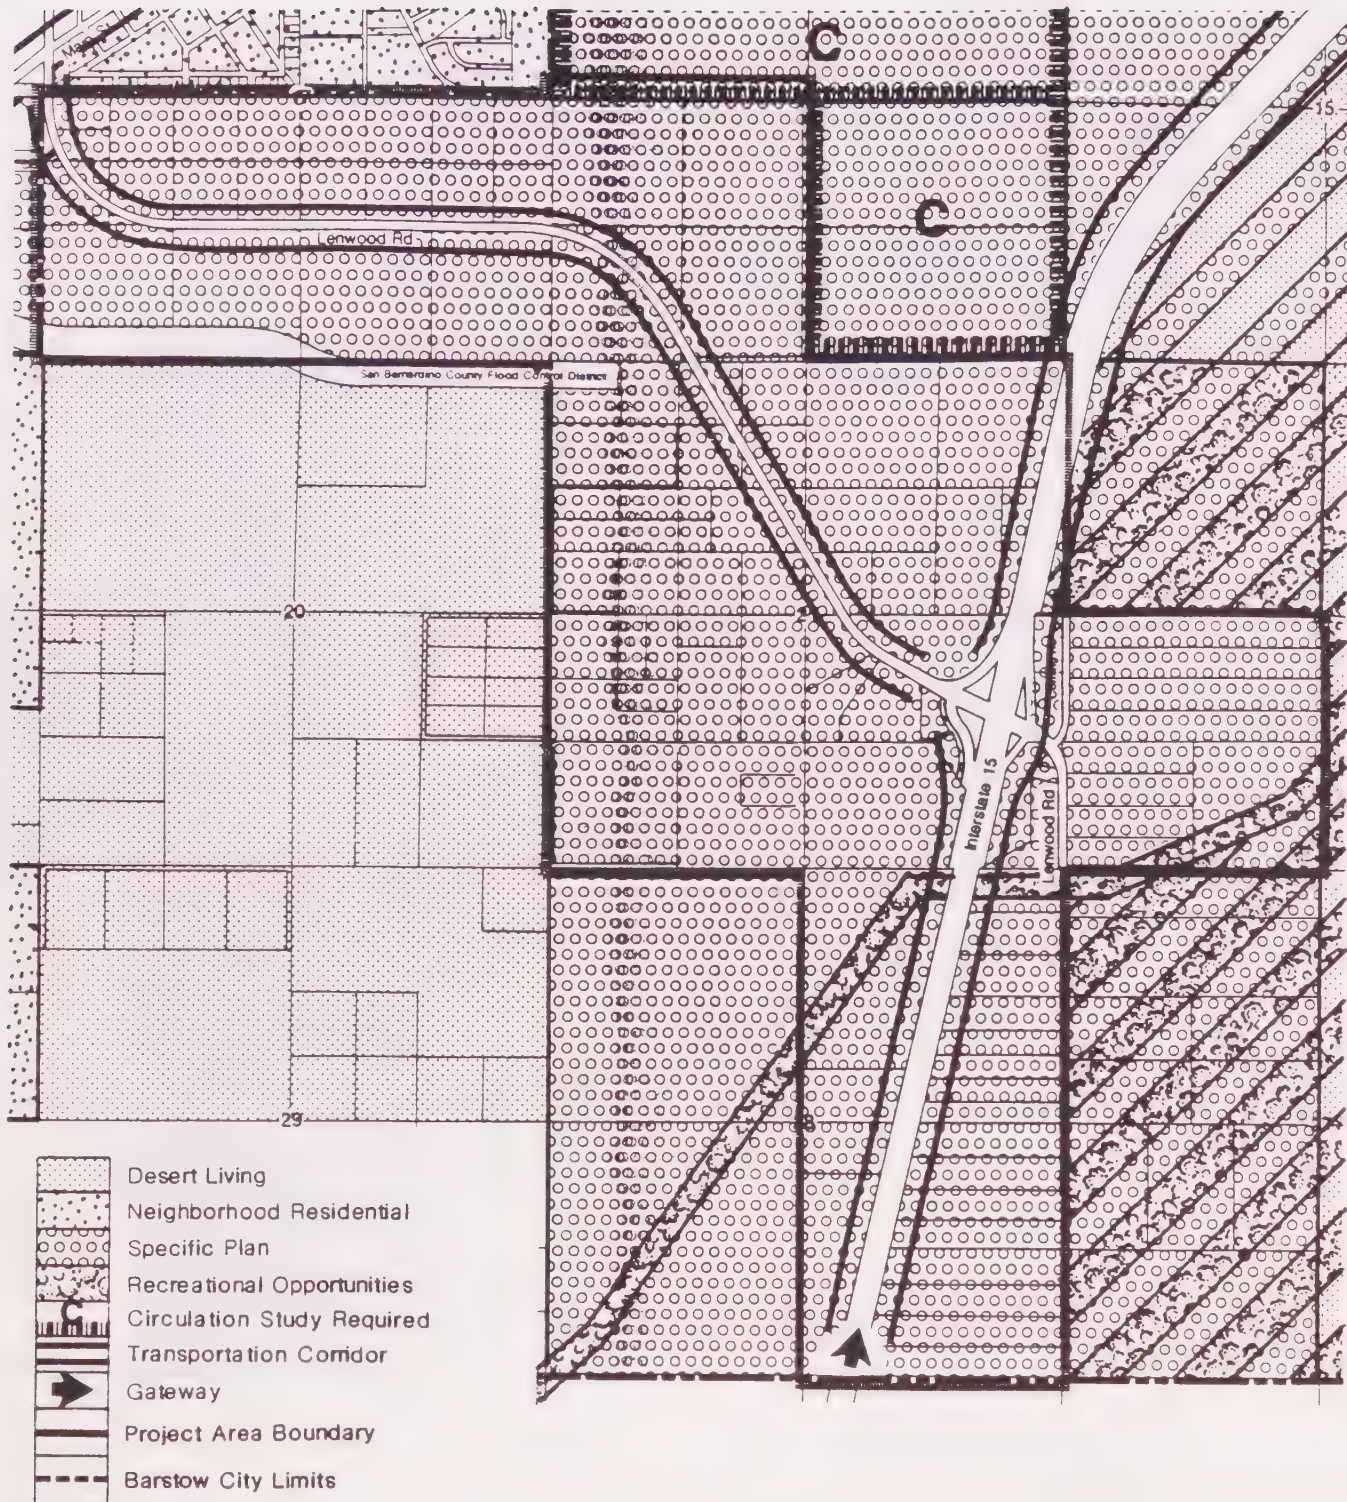 C
Main
15
C
Lenwood Rd
San Bernardino County Flood Control District
20
Interstate 15
Lenwood Rd
29
Desert Living
Neighborhood Residential
Specific Plan
Recreational Opportunities
C
Circulation Study Required
Transportation Corridor
Gateway
Project Area Boundary
Barstow City Limits